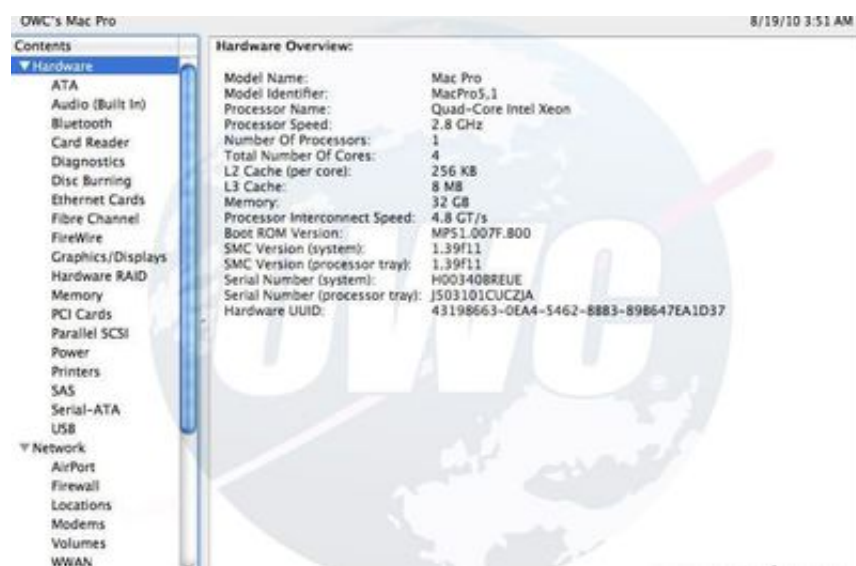 OWC's Mac Pro 8/19/10 3:51 AM
Contents
Hardware
ATA
Audio (Built In)
Bluetooth
Card Reader
Diagnostics
Disc Burning
Ethernet Cards
Fibre Channel
FireWire
Graphics/Displays
Hardware RAID
Memory
PCI Cards
Parallel SCSI
Power
Printers
SAS
Serial-ATA
USB
Network
AirPort
Firewall
Locations
Modems
Volumes
WWAN
Hardware Overview:
Model Name: Mac Pro
Model Identifier: MacPro5,1
Processor Name: Quad-Core Intel Xeon
Processor Speed: 2.8 GHz
Number Of Processors: 1
Total Number Of Cores: 4
L2 Cache (per core): 256 KB
L3 Cache: 8 MB
Memory: 32 GB
Processor Interconnect Speed: 4.8 GT/s
Boot ROM Version: MP51.007F.B00
SMC Version (system): 1.39f11
SMC Version (processor tray): 1.39f11
Serial Number (system): H00340BREUE
Serial Number (processor tray): J503101CUCZJA
Hardware UUID: 43198663-0EA4-5462-8BB3-89B647EA1D37
OWC